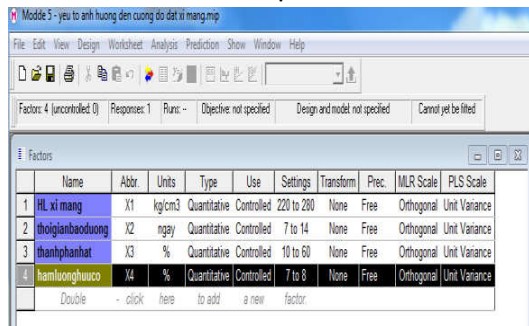 Modde 5 - yeu to anh huong den cuong do dat xi mang.mip
File Edit View Design Worksheet Analysis Prediction Show Window Help
Factors: 4 (uncontrolled: 0) Responses: 1 Runs: -- Objective: not specified Design and model: not specified Cannot yet be fitted
Factors
Name Abbr. Units Type Use Settings Transform Prec. MLR Scale PLS Scale
1 HL xi mang X1 kg/cm3 Quantitative Controlled 220 to 280 None Free Orthogonal Unit Variance
2 thoigianbaoduong X2 ngay Quantitative Controlled 7 to 14 None Free Orthogonal Unit Variance
3 thanhphanhat X3 % Quantitative Controlled 10 to 60 None Free Orthogonal Unit Variance
4 hamluonghuuco X4 % Quantitative Controlled 7 to 8 None Free Orthogonal Unit Variance
Double - click here to add a new factor.